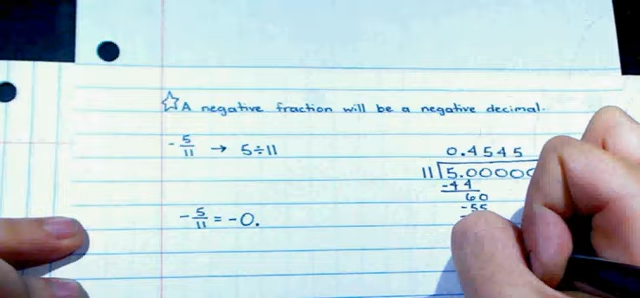 ☆ A negative fraction will be a negative decimal.
-5/11 → 5÷11
0.4545
11 5.00000
-44
60
-55
-5/11 = -0.